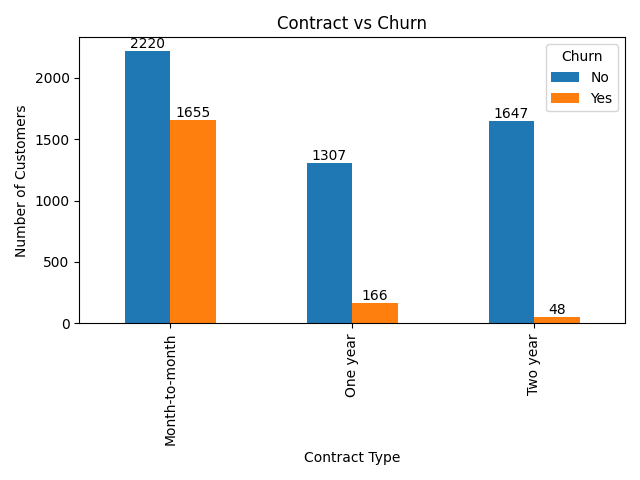 Contract vs Churn
Number of Customers
2000
1500
1000
500
0
2220
1655
1307
166
1647
48
Churn
No
Yes
Month-to-month
One year
Two year
Contract Type